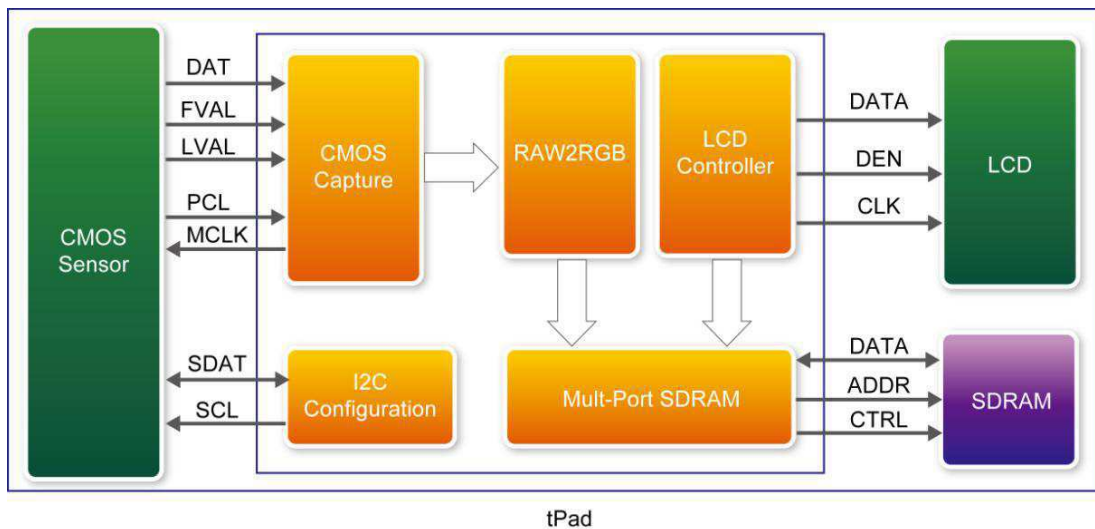 DAT
FVAL
LVAL
PCL
MCLK
CMOS
Sensor
SDAT
SCL
CMOS
Capture
I2C
Configuration
RAW2RGB
LCD
Controller
Mult-Port SDRAM
DATA
DEN
CLK
LCD
DATA
ADDR
CTRL
SDRAM
tPad